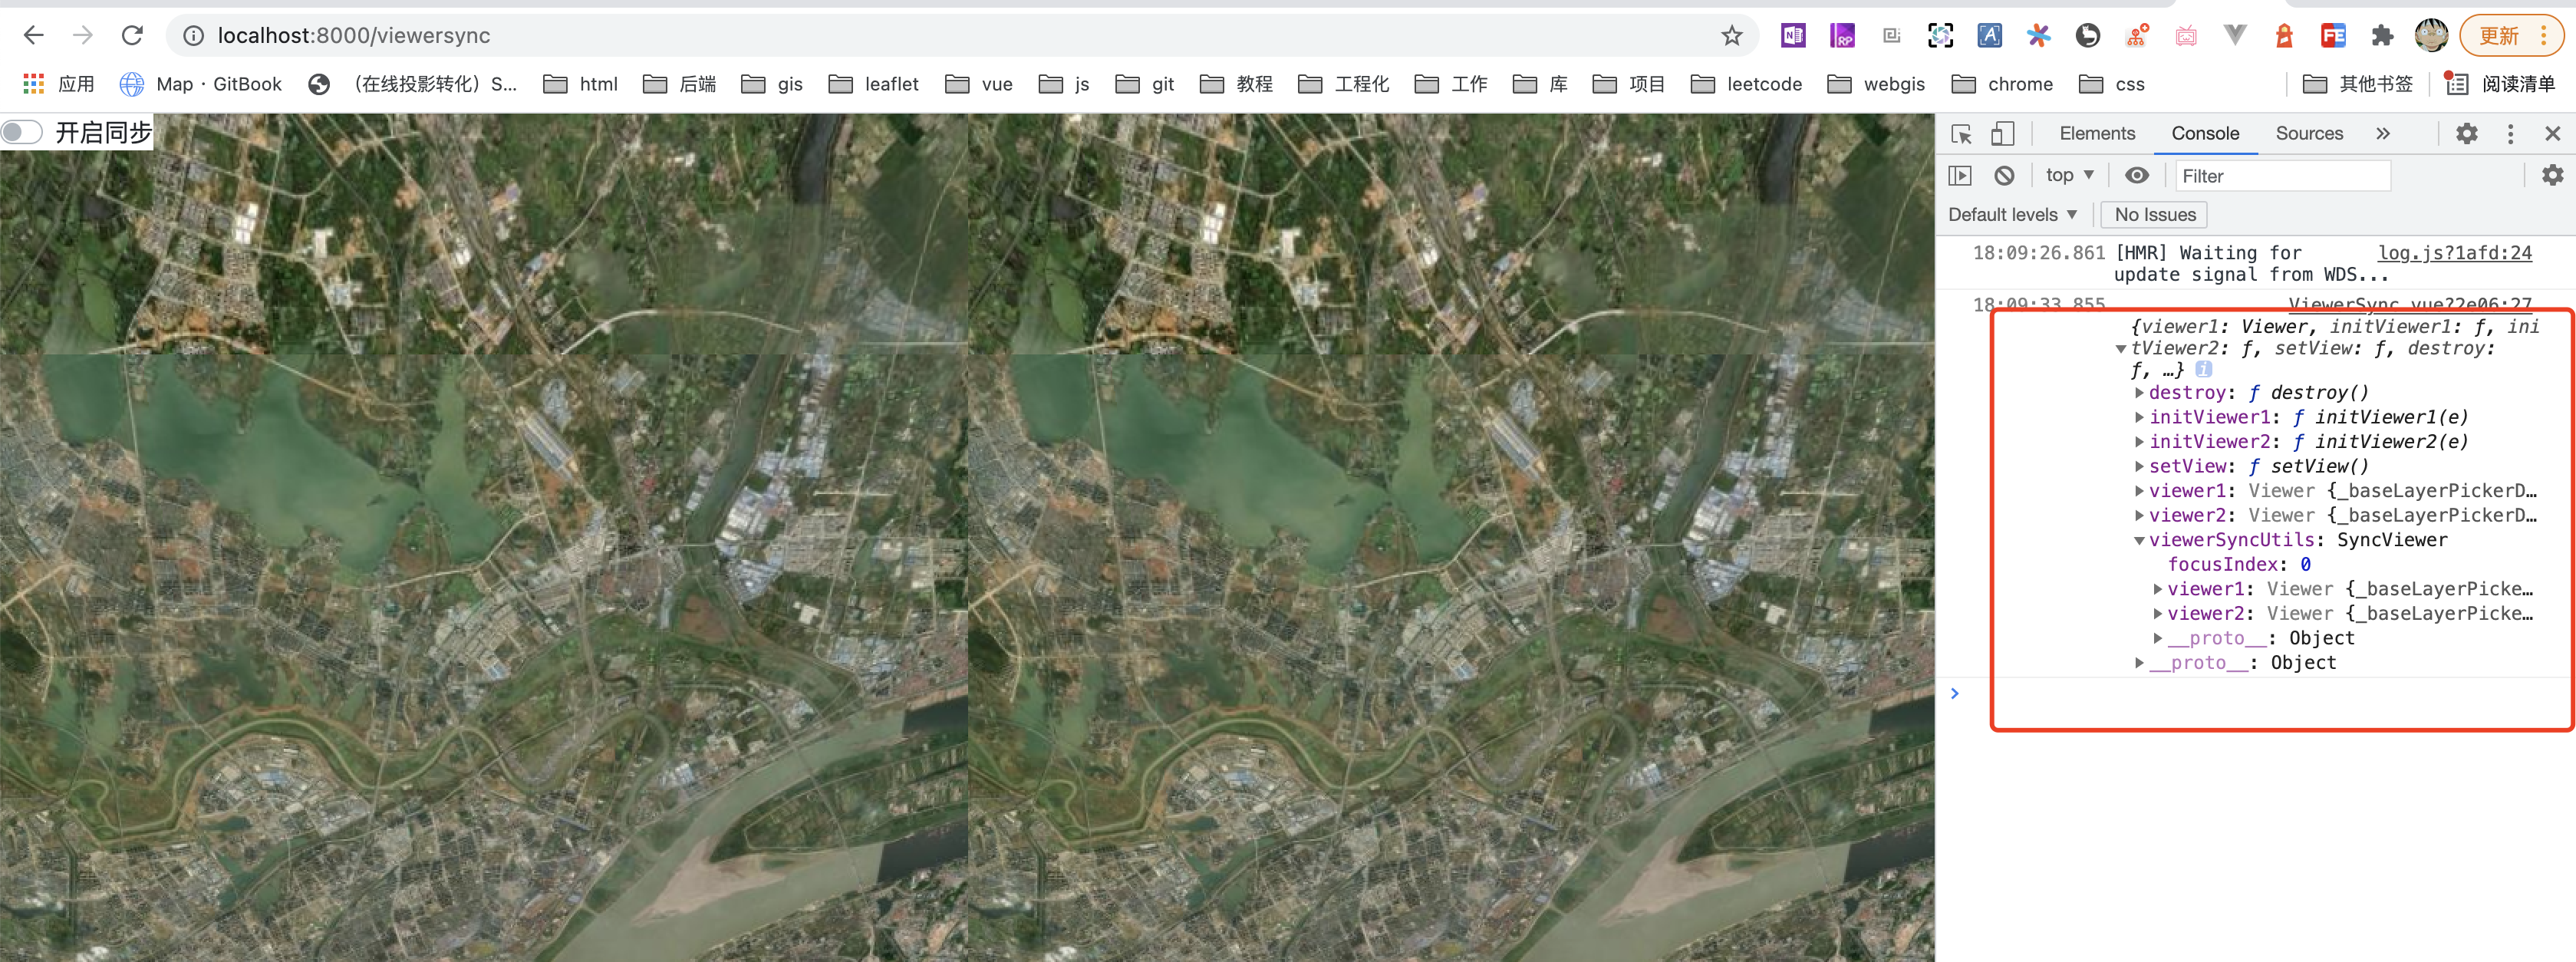 localhost:8000/viewersync
更新
应用 Map · GitBook （在线投影转化）S... html 后端 gis leaflet vue js git 教程 工程化 工作 库 项目 leetcode webgis chrome css 其他书签 阅读清单
开启同步
Elements Console Sources
top Filter
Default levels No Issues
18:09:26.861 [HMR] Waiting for log.js?1afd:24
update signal from WDS...
18:09:33.855 ViewerSync.vue?2e06:27
{viewer1: Viewer, initViewer1: ƒ, ini
tViewer2: ƒ, setView: ƒ, destroy:
ƒ, …}
destroy: ƒ destroy()
initViewer1: ƒ initViewer1(e)
initViewer2: ƒ initViewer2(e)
setView: ƒ setView()
viewer1: Viewer {_baseLayerPickerD…
viewer2: Viewer {_baseLayerPickerD…
viewerSyncUtils: SyncViewer
focusIndex: 0
viewer1: Viewer {_baseLayerPicke…
viewer2: Viewer {_baseLayerPicke…
__proto__: Object
__proto__: Object